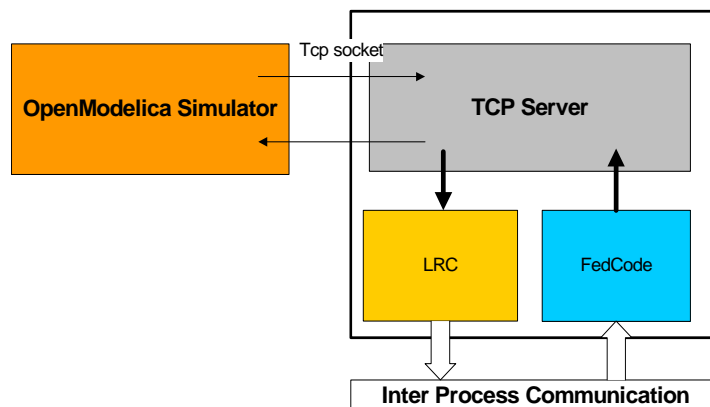 Tcp socket
OpenModelica Simulator
TCP Server
LRC
FedCode
Inter Process Communication